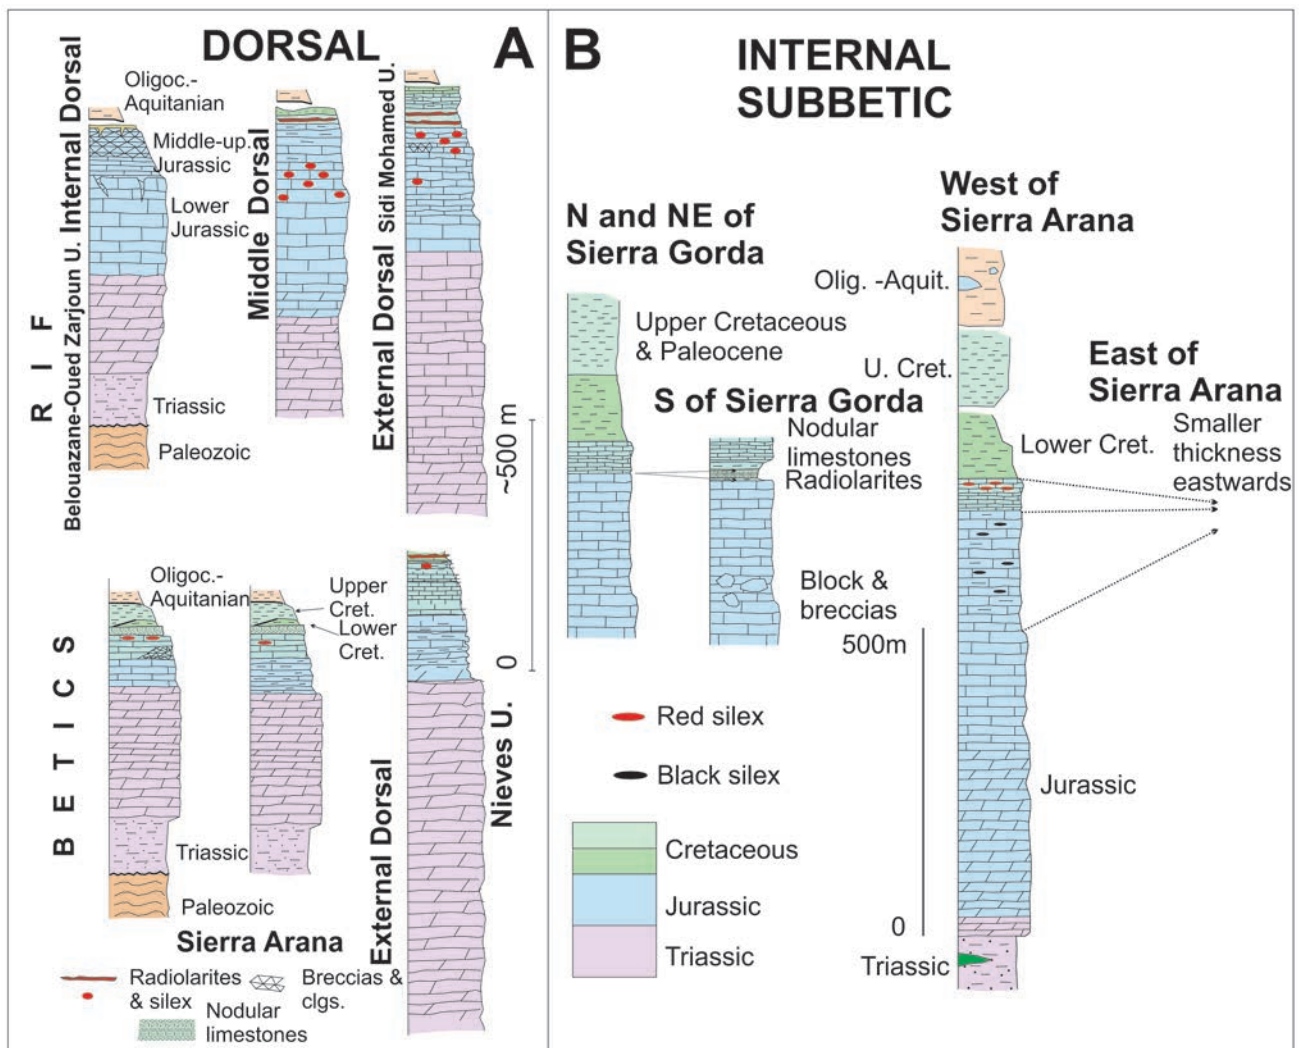 DORSAL
A
Oligoc.-
Aquitanian
Middle-up.
Jurassic
Lower
Jurassic
Triassic
Paleozoic
R I F
Belouazane-Oued Zarjoun U.
Internal Dorsal
Middle Dorsal
External Dorsal
Sidi Mohamed U.
~500 m
0
B E T I C S
Oligoc.-
Aquitanian
Upper
Cret.
Lower
Cret.
Triassic
Paleozoic
Sierra Arana
External Dorsal
Nieves U.
Radiolarites
& silex
Breccias &
clgs.
Nodular
limestones
B
INTERNAL
SUBBETIC
N and NE of
Sierra Gorda
Upper Cretaceous
& Paleocene
S of Sierra Gorda
Nodular
limestones
Radiolarites
Block &
breccias
West of
Sierra Arana
Olig. -Aquit.
U. Cret.
Lower Cret.
East of
Sierra Arana
Smaller
thickness
eastwards
500m
0
Jurassic
Triassic
Red silex
Black silex
Cretaceous
Jurassic
Triassic